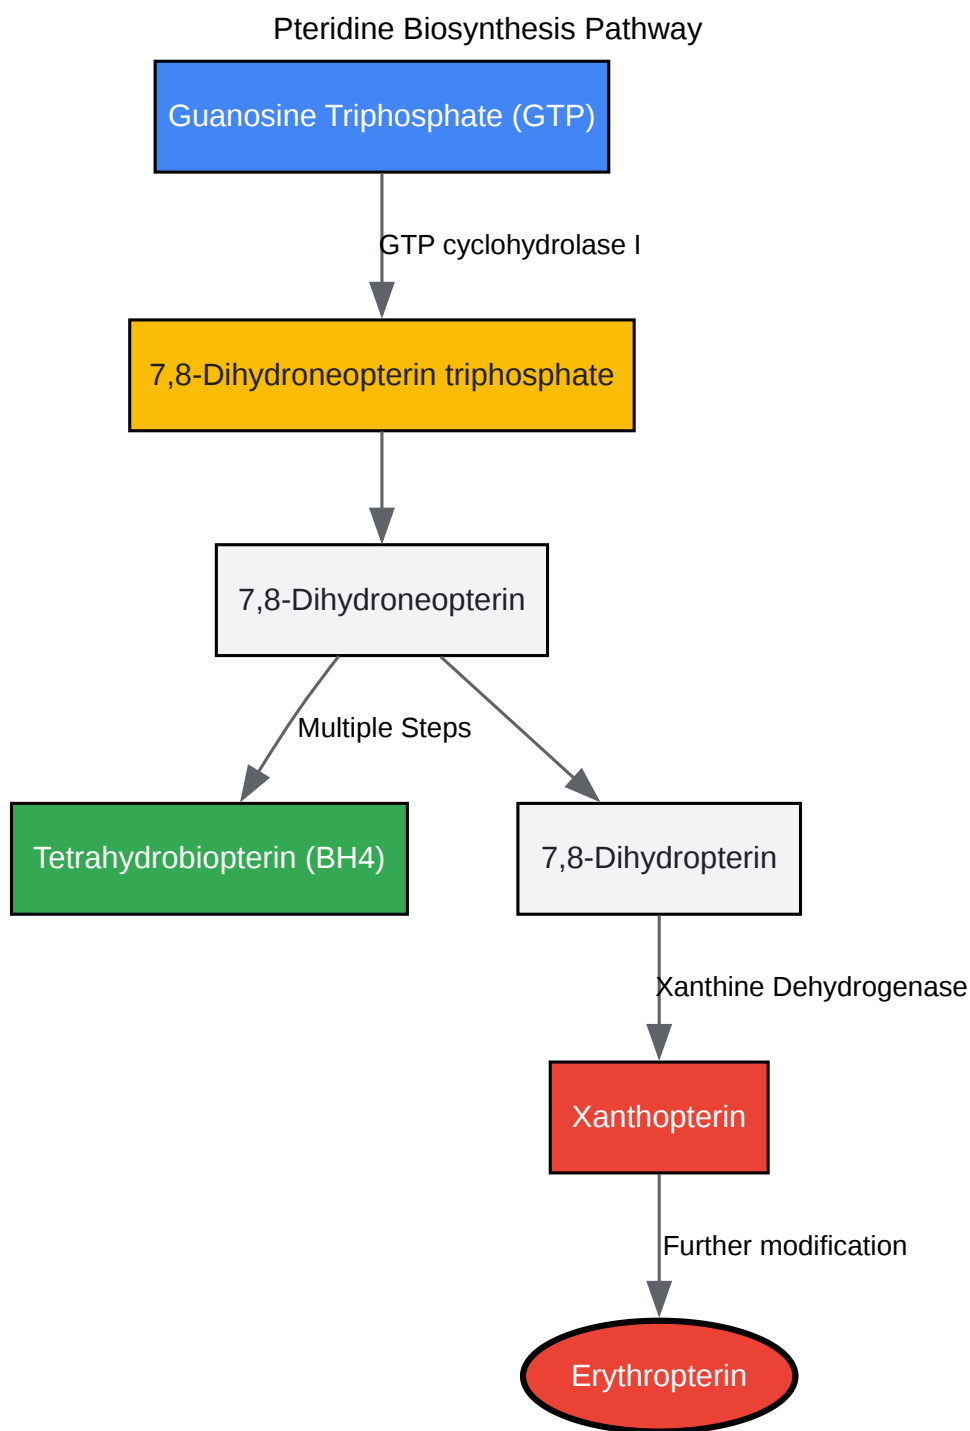 Pteridine Biosynthesis Pathway
Guanosine Triphosphate (GTP)
GTP cyclohydrolase I
7,8-Dihydroneopterin triphosphate
7,8-Dihydroneopterin
Multiple Steps
Tetrahydrobiopterin (BH4)
7,8-Dihydropterin
Xanthine Dehydrogenase
Xanthopterin
Further modification
Erythropterin